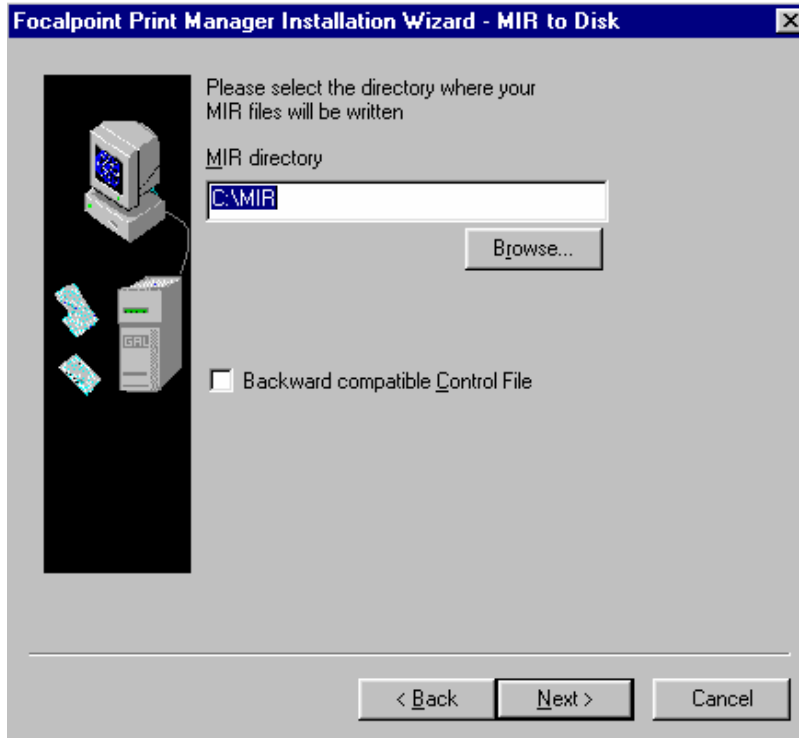 Focalpoint Print Manager Installation Wizard - MIR to Disk
Please select the directory where your
MIR files will be written
MIR directory
C:\MIR
Browse...
GAL
Backward compatible Control File
< Back Next > Cancel